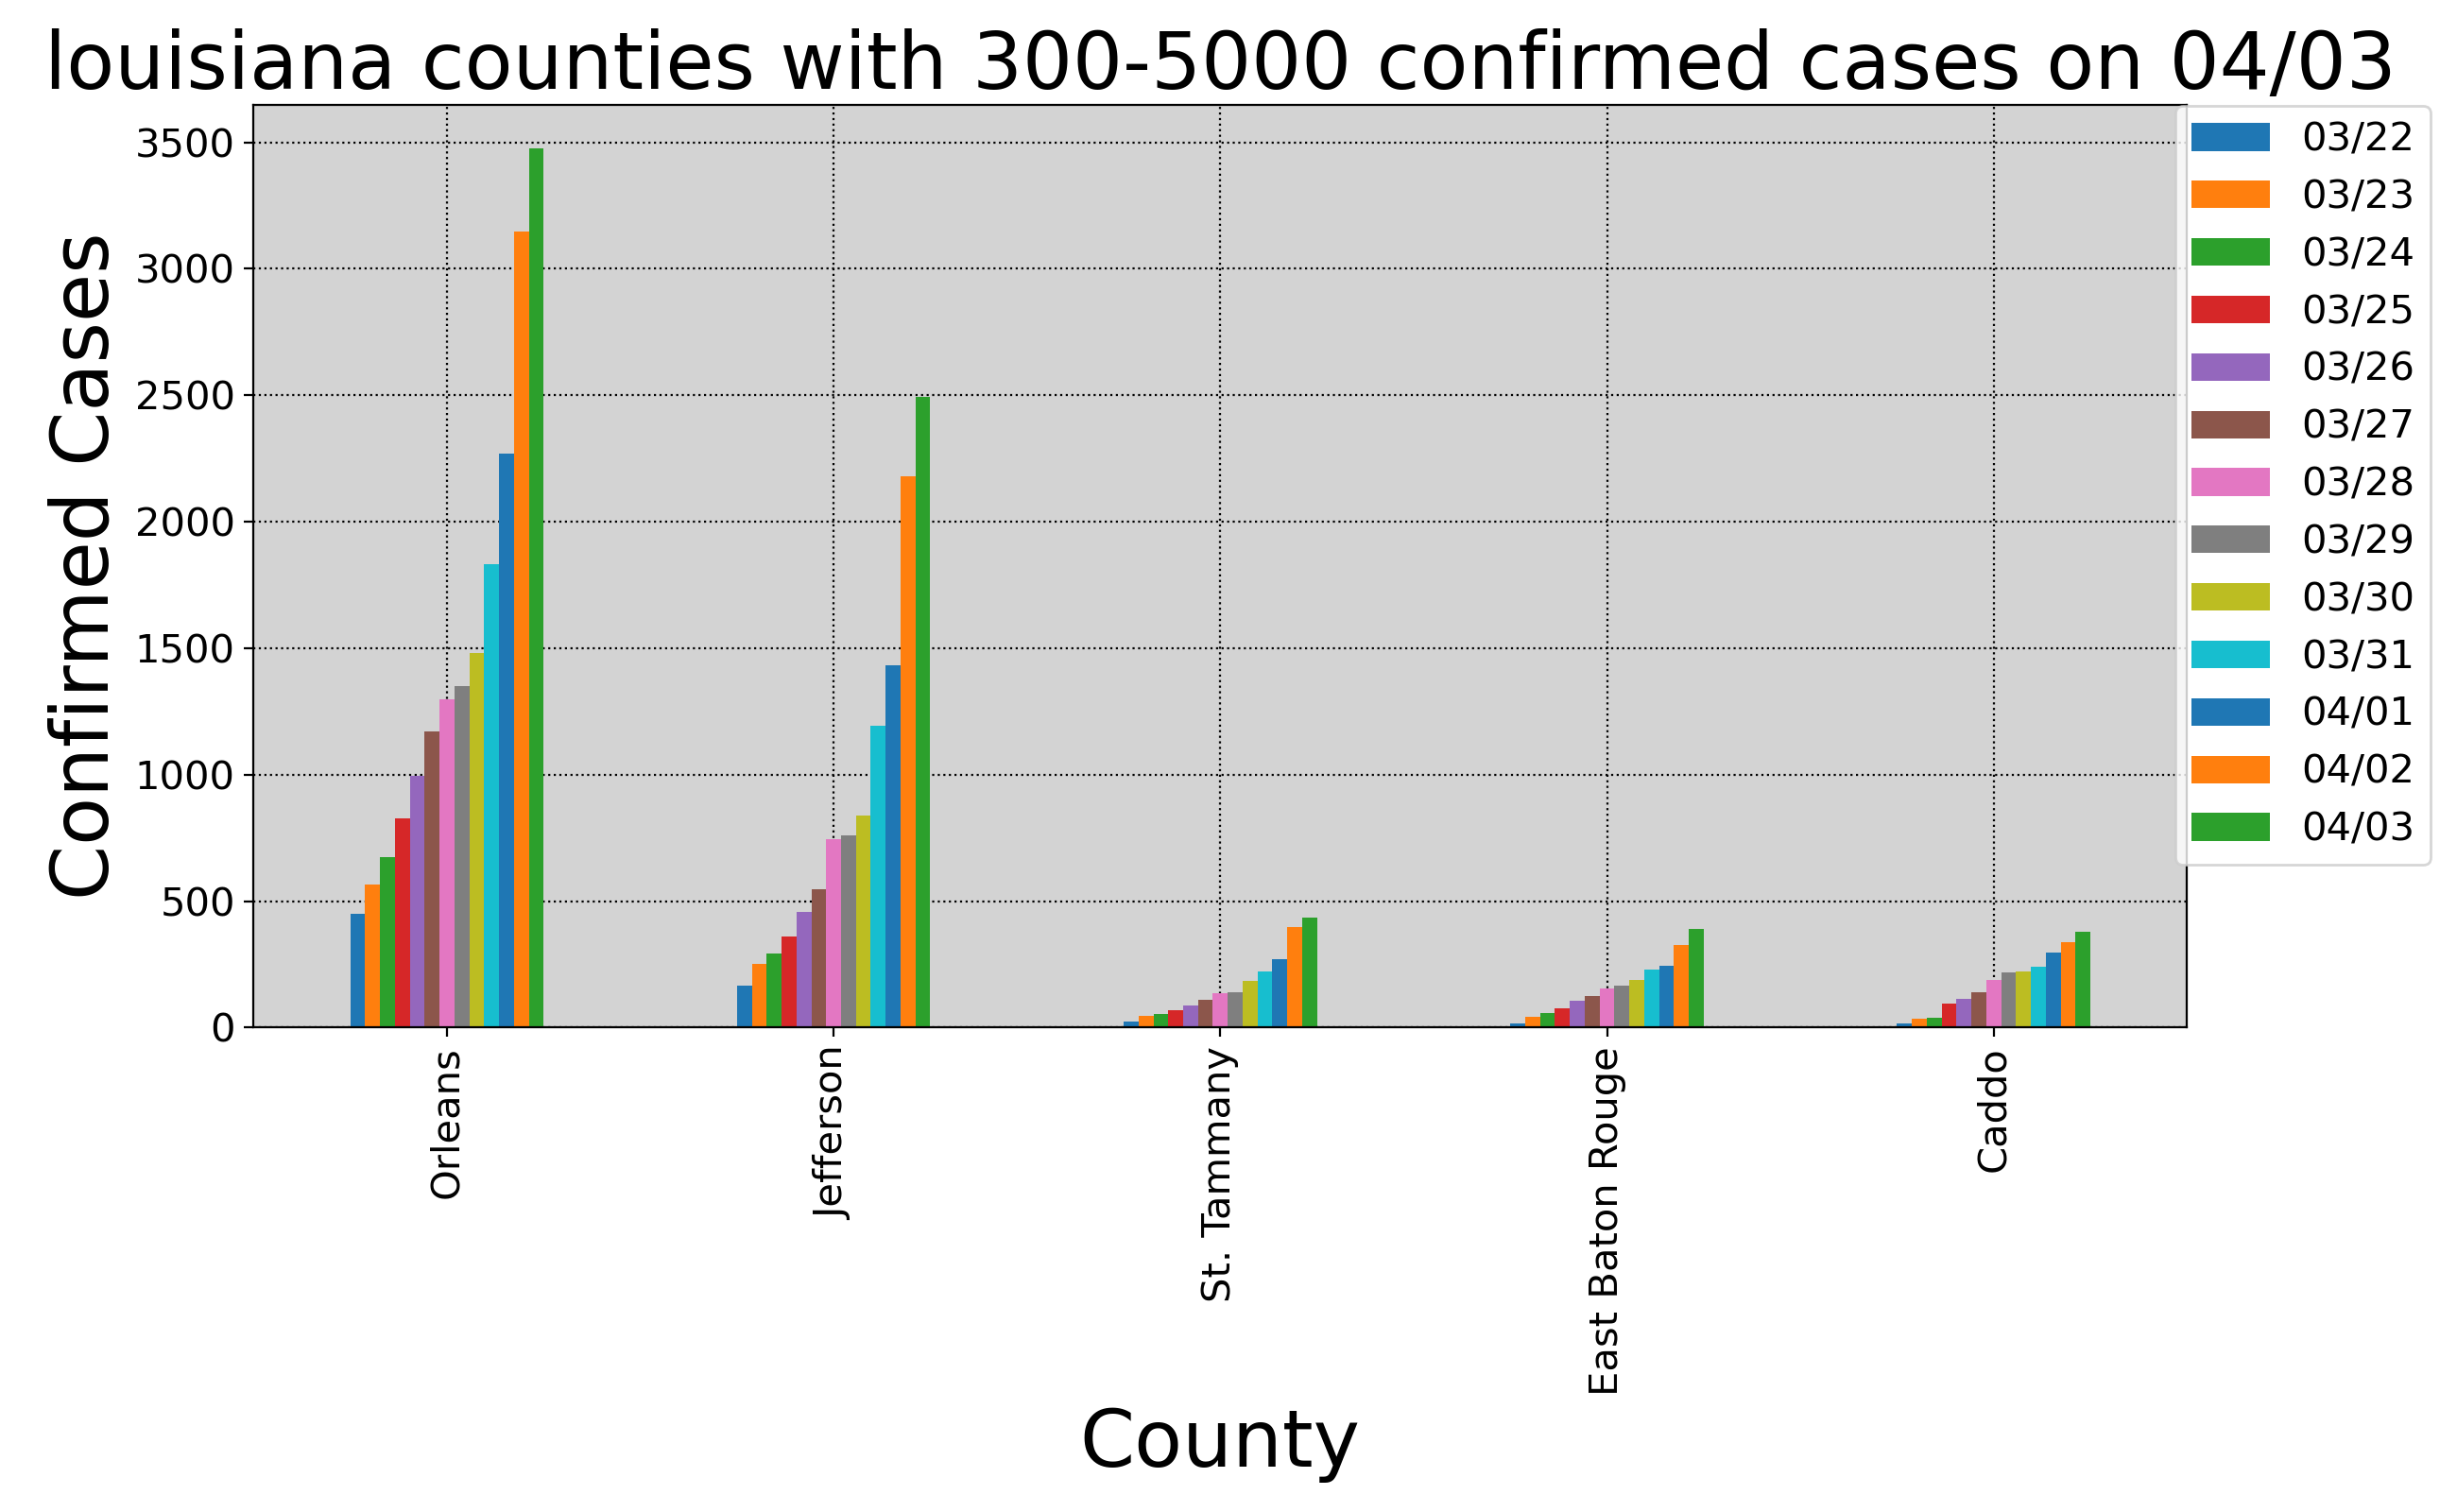 louisiana counties with 300-5000 confirmed cases on 04/03
Confirmed Cases
3500
3000
2500
2000
1500
1000
500
0
03/22
03/23
03/24
03/25
03/26
03/27
03/28
03/29
03/30
03/31
04/01
04/02
04/03
Orleans
Jefferson
St. Tammany
East Baton Rouge
Caddo
County